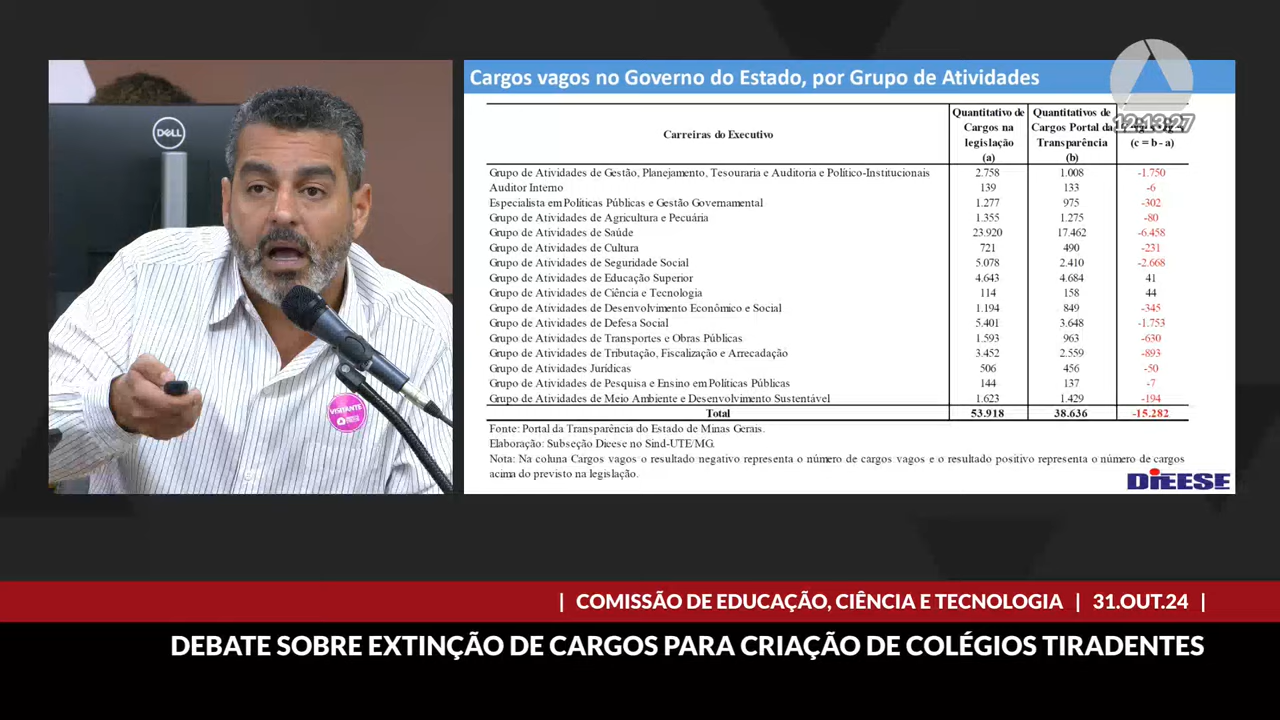 DELL
VISITANTE
Cargos vagos no Governo do Estado, por Grupo de Atividades
12:13:27
Carreiras do Executivo
Quantitativo de Cargos na legislação (a)
Quantitativos de Cargos Portal da Transparência (b)
(c = b - a)
Grupo de Atividades de Gestão, Planejamento, Tesouraria e Auditoria e Político-Institucionais 2.758 1.008 -1.750
Auditor Interno 139 133 -6
Especialista em Políticas Públicas e Gestão Governamental 1.277 975 -302
Grupo de Atividades de Agricultura e Pecuária 1.355 1.275 -80
Grupo de Atividades de Saúde 23.920 17.462 -6.458
Grupo de Atividades de Cultura 721 490 -231
Grupo de Atividades de Seguridade Social 5.078 2.410 -2.668
Grupo de Atividades de Educação Superior 4.643 4.684 41
Grupo de Atividades de Ciência e Tecnologia 114 158 44
Grupo de Atividades de Desenvolvimento Econômico e Social 1.194 849 -345
Grupo de Atividades de Defesa Social 5.401 3.648 -1.753
Grupo de Atividades de Transportes e Obras Públicas 1.593 963 -630
Grupo de Atividades de Tributação, Fiscalização e Arrecadação 3.452 2.559 -893
Grupo de Atividades Jurídicas 506 456 -50
Grupo de Atividades de Pesquisa e Ensino em Políticas Públicas 144 137 -7
Grupo de Atividades de Meio Ambiente e Desenvolvimento Sustentável 1.623 1.429 -194
Total 53.918 38.636 -15.282
Fonte: Portal da Transparência do Estado de Minas Gerais.
Elaboração: Subseção Dieese no Sind-UTE/MG.
Nota: Na coluna Cargos vagos o resultado negativo representa o número de cargos vagos e o resultado positivo representa o número de cargos
acima do previsto na legislação.
DIEESE
| COMISSÃO DE EDUCAÇÃO, CIÊNCIA E TECNOLOGIA | 31.OUT.24 |
DEBATE SOBRE EXTINÇÃO DE CARGOS PARA CRIAÇÃO DE COLÉGIOS TIRADENTES